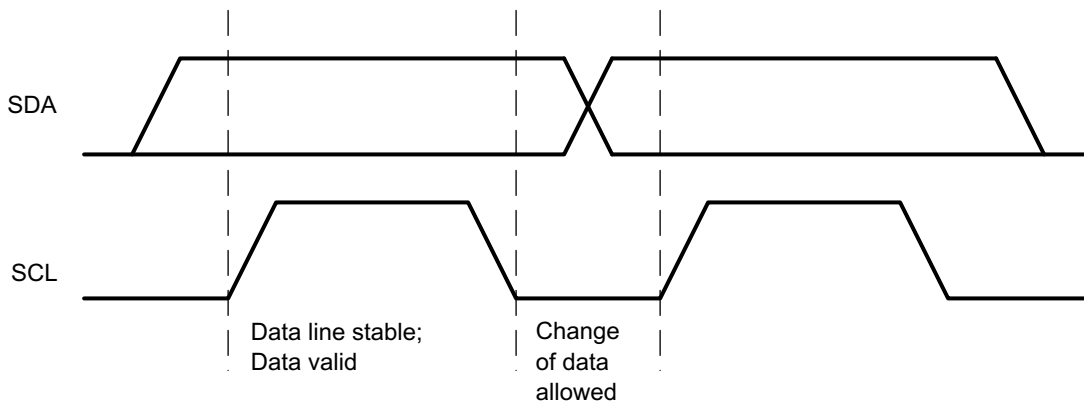 SDA
SCL
Data line stable;
Data valid
Change
of data
allowed